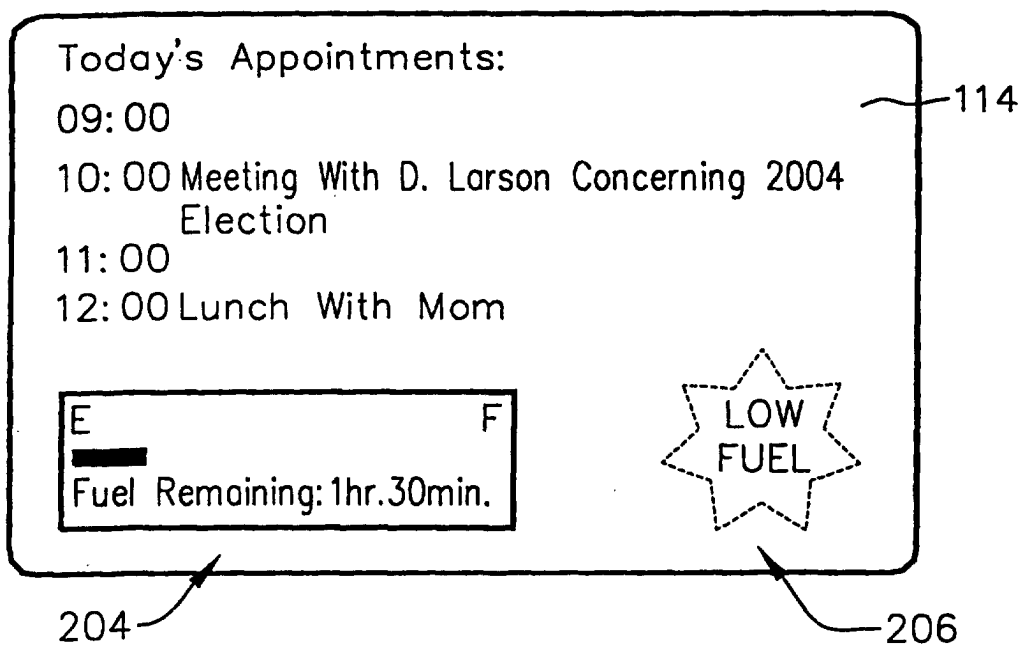 Today's Appointments:
114
09:00
10:00 Meeting With D. Larson Concerning 2004
Election
11:00
12:00 Lunch With Mom
E F
Fuel Remaining: 1hr.30min.
LOW
FUEL
204
206